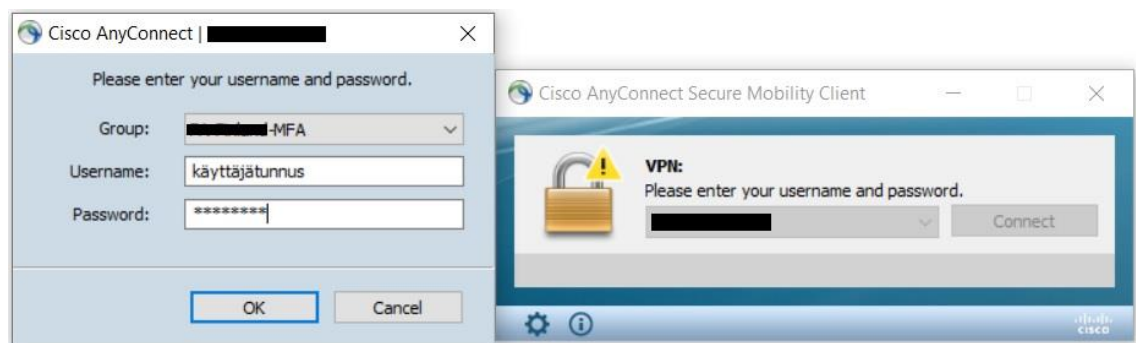 Cisco AnyConnect |
Please enter your username and password.
Group:
-MFA
Username:
käyttäjätunnus
Password:
********
OK
Cancel
Cisco AnyConnect Secure Mobility Client
VPN:
Please enter your username and password.
Connect
cisco